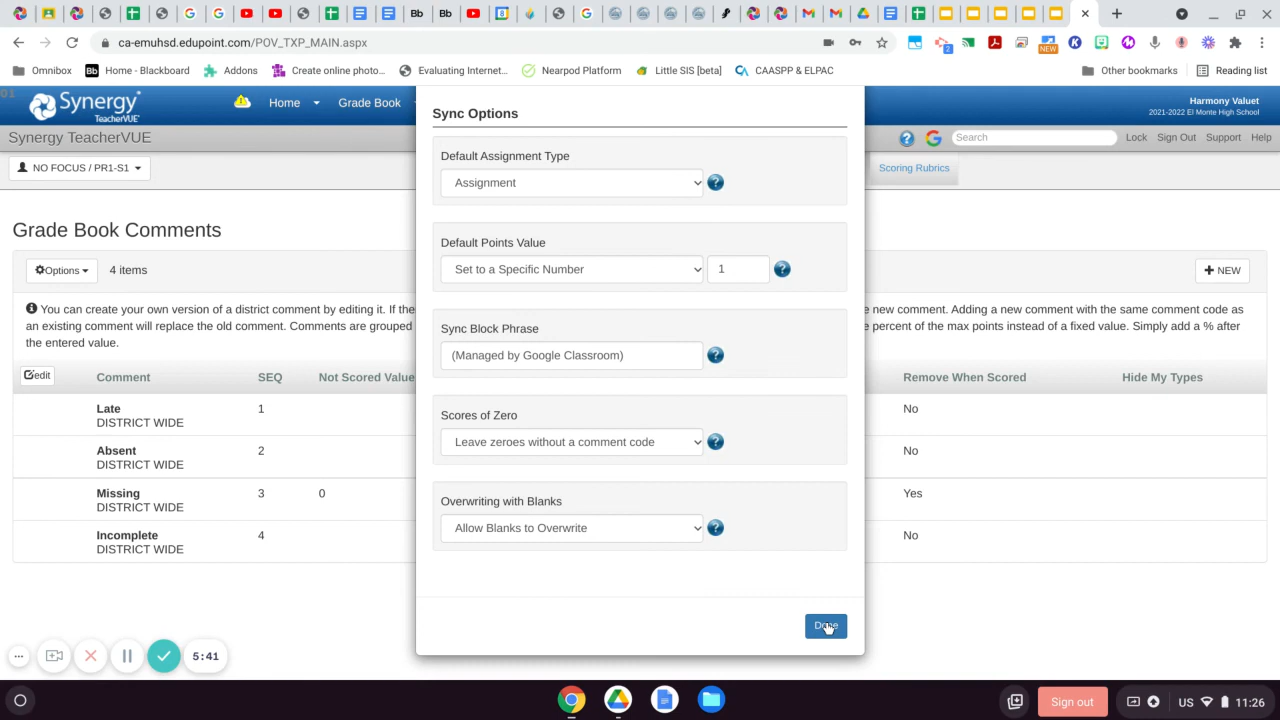 ca-emuhsd.edupoint.com/POV_TXP_MAIN.aspx
2
NEW
Omnibox
Bb Home - Blackboard
Addons
Create online photo...
Evaluating Internet...
Nearpod Platform
Little SIS [beta]
CAASPP & ELPAC
Other bookmarks
Reading list
Synergy
TeacherVUE
Home
Grade Book
Harmony Valuet
2021-2022 El Monte High School
Synergy TeacherVUE
Search
Lock
Sign Out
Support
Help
NO FOCUS / PR1-S1
Scoring Rubrics
Sync Options
Default Assignment Type
Assignment
Default Points Value
Set to a Specific Number
1
Sync Block Phrase
(Managed by Google Classroom)
Scores of Zero
Leave zeroes without a comment code
Overwriting with Blanks
Allow Blanks to Overwrite
Done
Grade Book Comments
Options
4 items
NEW
You can create your own version of a district comment by editing it. If the
e new comment. Adding a new comment with the same comment code as
an existing comment will replace the old comment. Comments are grouped
e percent of the max points instead of a fixed value. Simply add a % after
the entered value.
edit
Comment
SEQ
Not Scored Value
Remove When Scored
Hide My Types
Late
DISTRICT WIDE
1
No
Absent
DISTRICT WIDE
2
No
Missing
DISTRICT WIDE
3
0
Yes
Incomplete
DISTRICT WIDE
4
No
5:41
Sign out
US
11:26